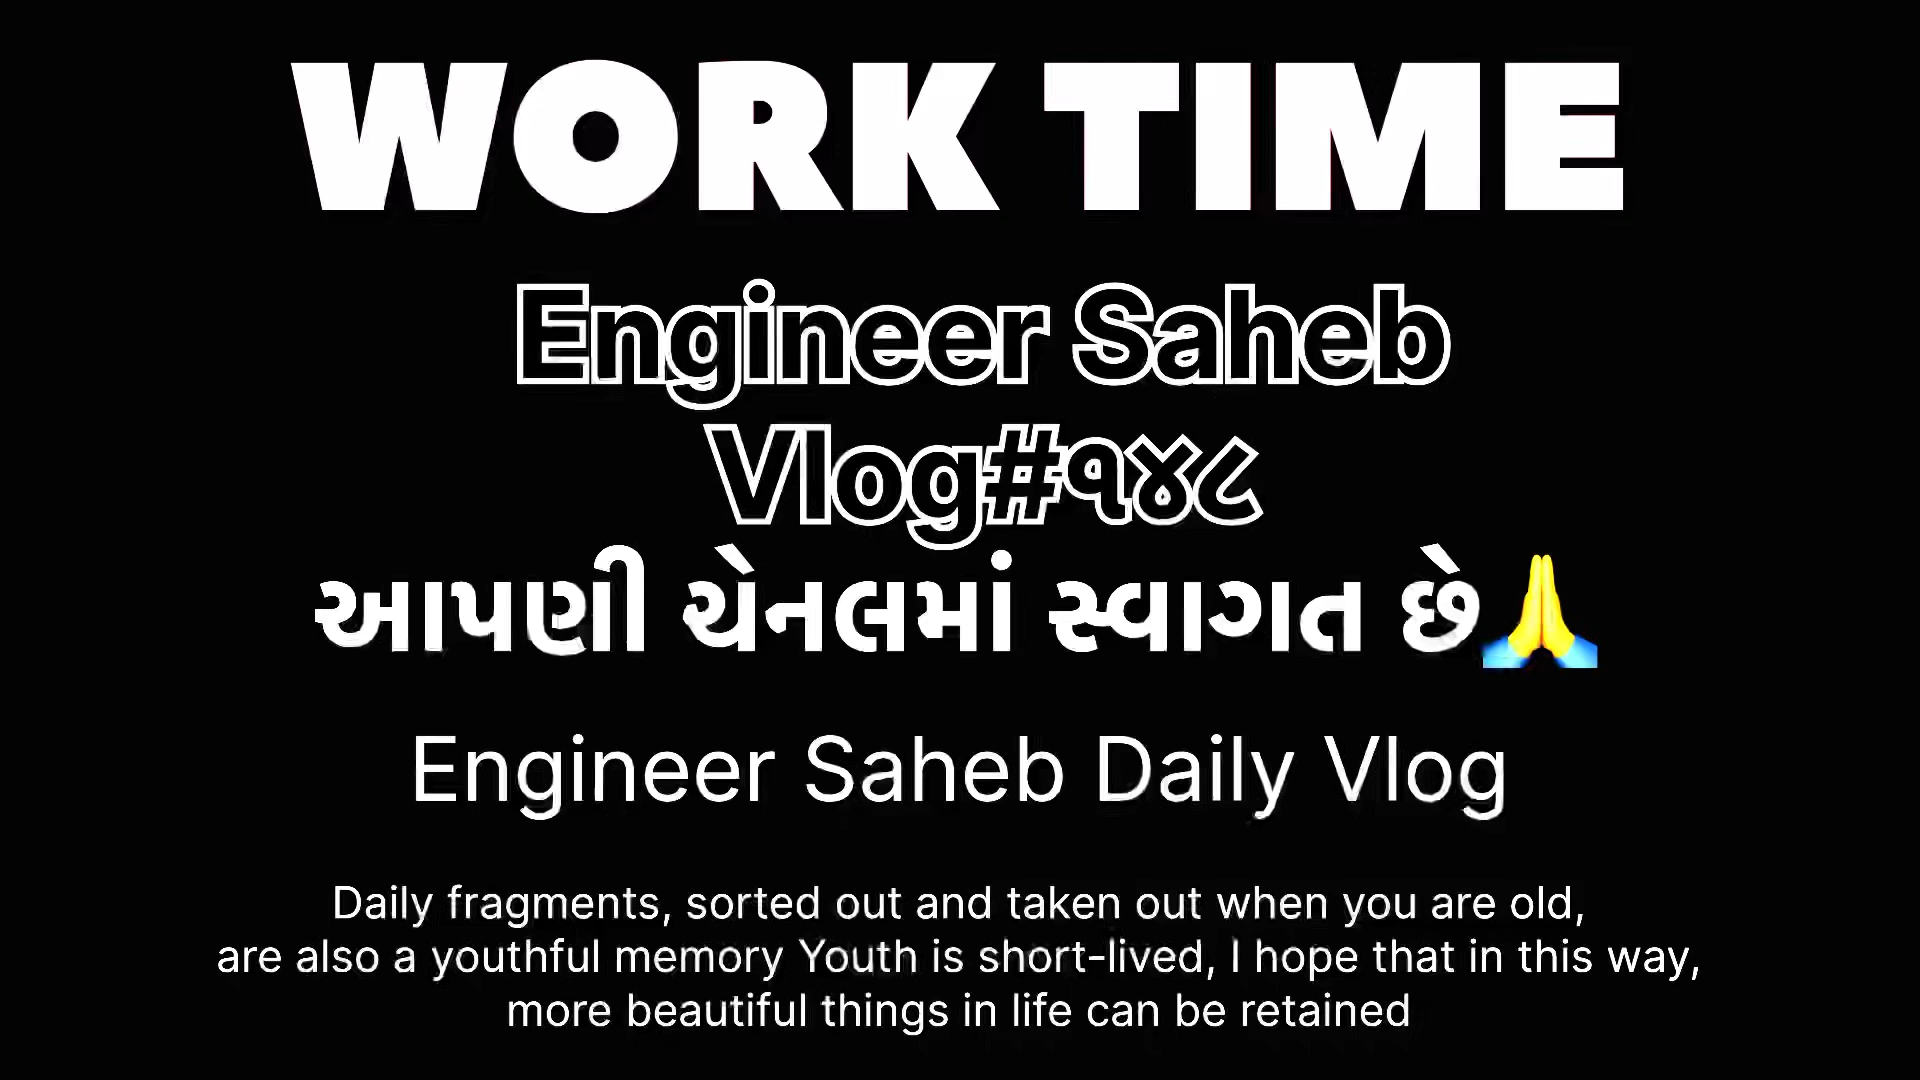 WORK TIME
Engineer Saheb
Vlog#૧૪૮
આપણી ચેનલમાં સ્વાગત છે🙏
Engineer Saheb Daily Vlog
Daily fragments, sorted out and taken out when you are old,
are also a youthful memory Youth is short-lived, I hope that in this way,
more beautiful things in life can be retained